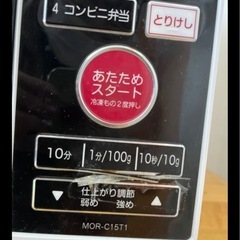 4 コンビニ弁当
とりけし
あたため
スタート
冷凍もの2度押し
10分
1分/100g
10秒/10g
▲ 仕上がり調節 ▼
弱め 強め
MOR-C15T1